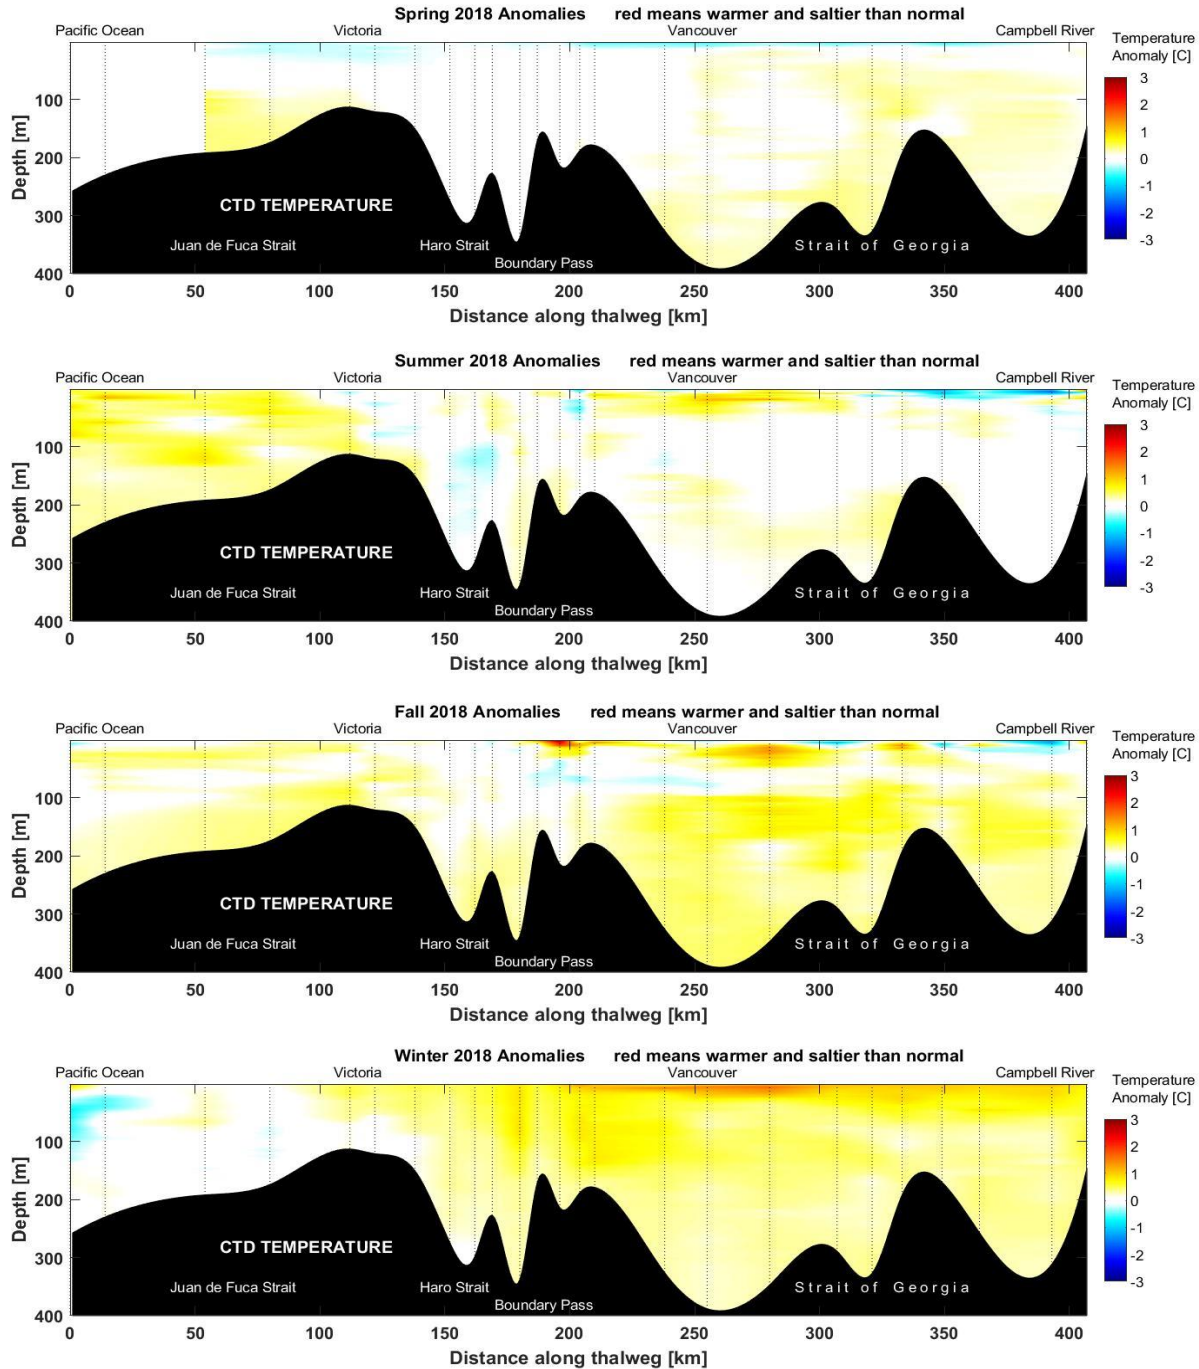 Spring 2018 Anomalies red means warmer and saltier than normal
Pacific Ocean Victoria Vancouver Campbell River
Temperature
Anomaly [C]
3
2
1
0
-1
-2
-3
Depth [m]
100
200
300
400
CTD TEMPERATURE
Juan de Fuca Strait Haro Strait Strait of Georgia
Boundary Pass
0 50 100 150 200 250 300 350 400
Distance along thalweg [km]
Summer 2018 Anomalies red means warmer and saltier than normal
Pacific Ocean Victoria Vancouver Campbell River
Temperature
Anomaly [C]
3
2
1
0
-1
-2
-3
Depth [m]
100
200
300
400
CTD TEMPERATURE
Juan de Fuca Strait Haro Strait Strait of Georgia
Boundary Pass
0 50 100 150 200 250 300 350 400
Distance along thalweg [km]
Fall 2018 Anomalies red means warmer and saltier than normal
Pacific Ocean Victoria Vancouver Campbell River
Temperature
Anomaly [C]
3
2
1
0
-1
-2
-3
Depth [m]
100
200
300
400
CTD TEMPERATURE
Juan de Fuca Strait Haro Strait Strait of Georgia
Boundary Pass
0 50 100 150 200 250 300 350 400
Distance along thalweg [km]
Winter 2018 Anomalies red means warmer and saltier than normal
Pacific Ocean Victoria Vancouver Campbell River
Temperature
Anomaly [C]
3
2
1
0
-1
-2
-3
Depth [m]
100
200
300
400
CTD TEMPERATURE
Juan de Fuca Strait Haro Strait Strait of Georgia
Boundary Pass
0 50 100 150 200 250 300 350 400
Distance along thalweg [km]